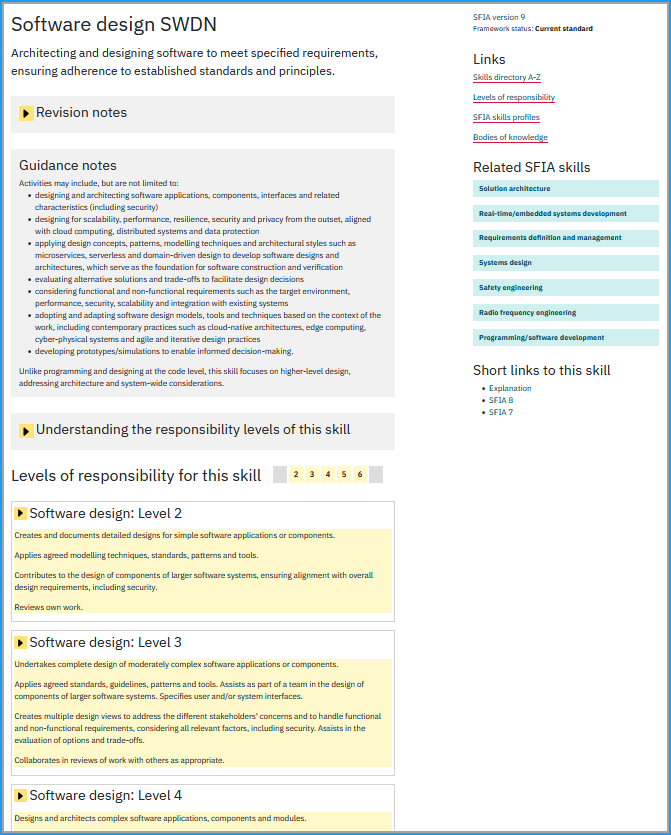 Software design SWDN
Architecting and designing software to meet specified requirements,
ensuring adherence to established standards and principles.
Revision notes
Guidance notes
Activities may include, but are not limited to:
• designing and architecting software applications, components, interfaces and related
characteristics (including security)
• designing for scalability, performance, resilience, security and privacy from the outset, aligned
with cloud computing, distributed systems and data protection
• applying design concepts, patterns, modelling techniques and architectural styles such as
microservices, serverless and domain-driven design to develop software designs and
architectures, which serve as the foundation for software construction and verification
• evaluating alternative solutions and trade-offs to facilitate design decisions
• considering functional and non-functional requirements such as the target environment,
performance, security, scalability and integration with existing systems
• adopting and adapting software design models, tools and techniques based on the context of the
work, including contemporary practices such as cloud-native architectures, edge computing,
cyber-physical systems and agile and iterative design practices
• developing prototypes/simulations to enable informed decision-making.
Unlike programming and designing at the code level, this skill focuses on higher-level design,
addressing architecture and system-wide considerations.
Understanding the responsibility levels of this skill
Levels of responsibility for this skill 2 3 4 5 6
Software design: Level 2
Creates and documents detailed designs for simple software applications or components.
Applies agreed modelling techniques, standards, patterns and tools.
Contributes to the design of components of larger software systems, ensuring alignment with overall
design requirements, including security.
Reviews own work.
Software design: Level 3
Undertakes complete design of moderately complex software applications or components.
Applies agreed standards, guidelines, patterns and tools. Assists as part of a team in the design of
components of larger software systems. Specifies user and/or system interfaces.
Creates multiple design views to address the different stakeholders' concerns and to handle functional
and non-functional requirements, considering all relevant factors, including security. Assists in the
evaluation of options and trade-offs.
Collaborates in reviews of work with others as appropriate.
Software design: Level 4
Designs and architects complex software applications, components and modules.
SFIA version 9
Framework status: Current standard
Links
Skills directory A-Z
Levels of responsibility
SFIA skills profiles
Bodies of knowledge
Related SFIA skills
Solution architecture
Real-time/embedded systems development
Requirements definition and management
Systems design
Safety engineering
Radio frequency engineering
Programming/software development
Short links to this skill
• Explanation
• SFIA 8
• SFIA 7